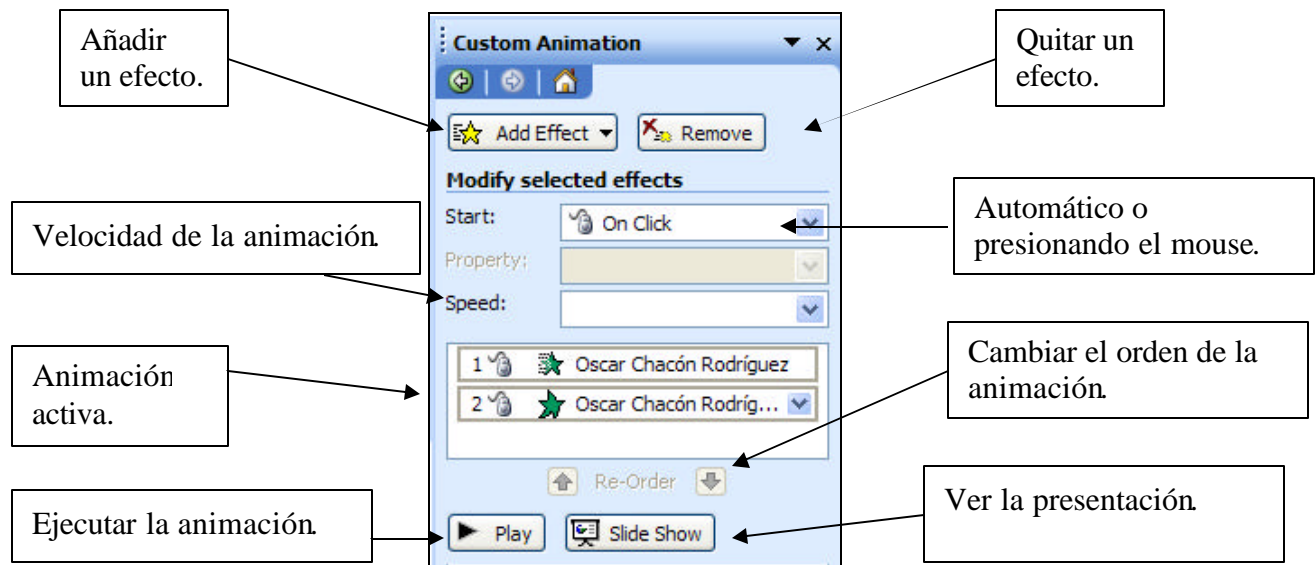 Añadir
un efecto.
Custom Animation
Quitar un
efecto.
Add Effect
Remove
Modify selected effects
Start:
On Click
Automático o
presionando el mouse.
Velocidad de la animación.
Property:
Speed:
Animación
activa.
1 Oscar Chacón Rodríguez
2 Oscar Chacón Rodríg...
Cambiar el orden de la
animación.
Re-Order
Ejecutar la animación.
Play
Slide Show
Ver la presentación.